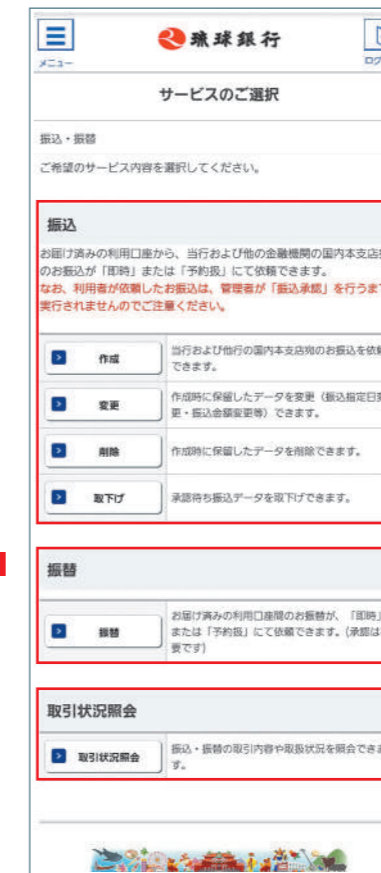 琉球銀行
メニュー
ログ
サービスのご選択
振込・振替
ご希望のサービス内容を選択してください。
振込
お届け済みの利用口座から、当行および他の金融機関の国内本支店
のお振込が「即時」または「予約扱」にて依頼できます。
なお、利用者が依頼したお振込は、管理者が「振込承認」を行うま
実行されませんのでご注意ください。
作成
当行および他行の国内本支店宛のお振込を依
できます。
変更
作成時に保留したデータを変更（振込指定日
更・振込金額変更等）できます。
削除
作成時に保留したデータを削除できます。
取下げ
承認待ち振込データを取下げできます。
振替
振替
お届け済みの利用口座間のお振替が、「即時」
または「予約扱」にて依頼できます。（承認は
要です）
取引状況照会
取引状況照会
振込・振替の取引内容や取扱状況を照会できま
す。